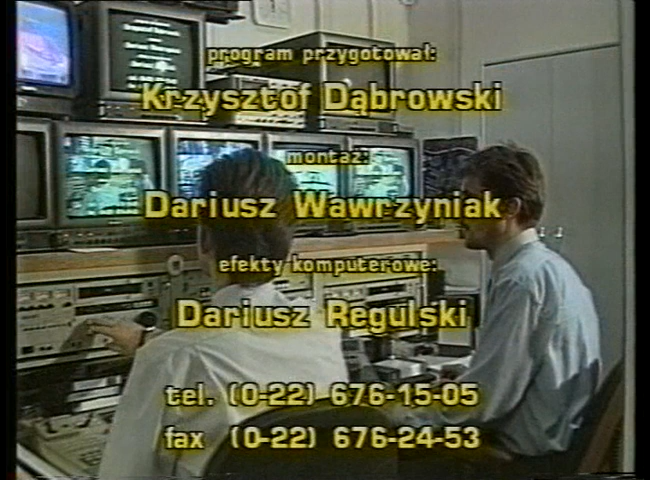 program przygotował:
Krzysztof Dąbrowski
montaż:
Dariusz Wawrzyniak
efekty komputerowe:
Dariusz Regulski
tel. (0-22) 676-15-05
fax (0-22) 676-24-53